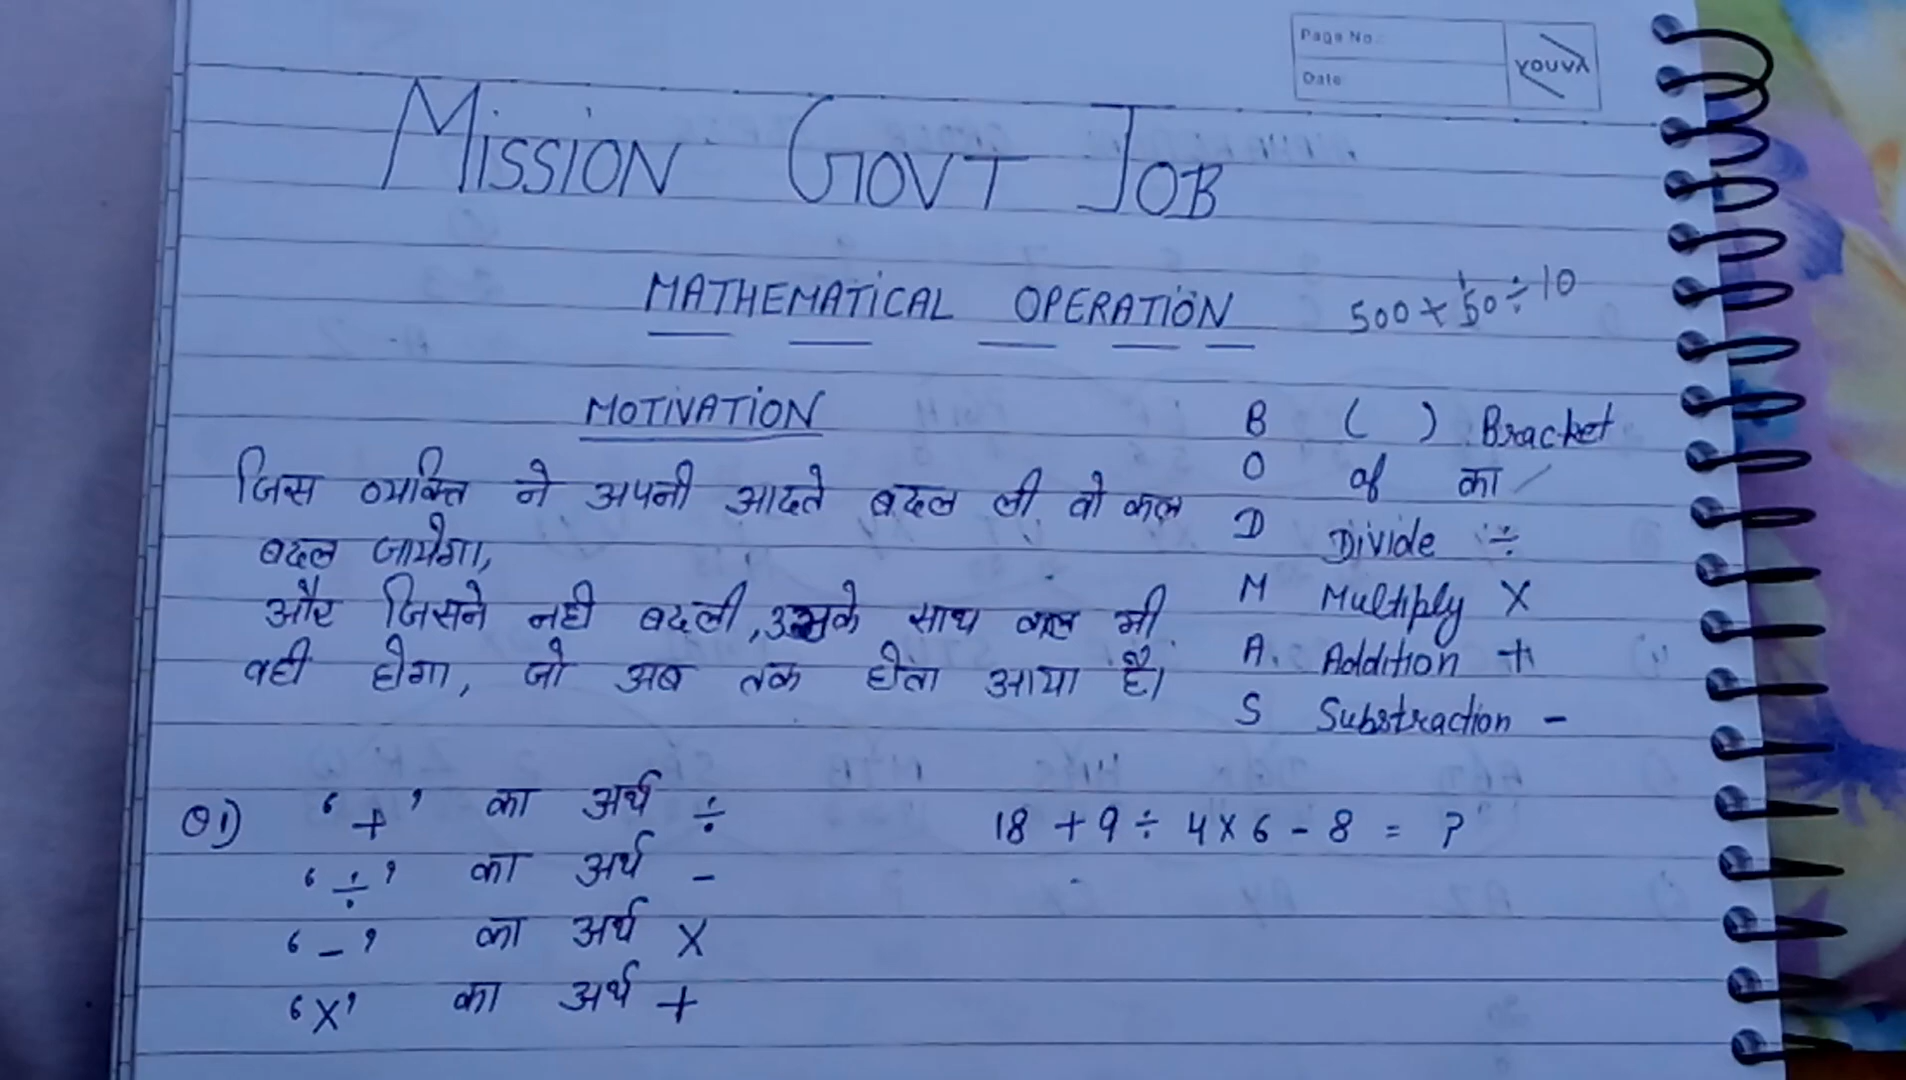 Page No.
Date
YOUVA
MISSION GOVT JOB
MATHEMATICAL OPERATION
500 + 50 ÷ 10
MOTIVATION
जिस व्यक्ति ने अपनी आदते बदल ली वो कल
बदल जायेगा,
और जिसने नही बदली, उसके साथ कल भी
वही होगा, जो अब तक होता आया है।
B ( ) Bracket
O of का
D Divide ÷
M Multiply X
A. Addition +
S Substraction -
Q1) '+' का अर्थ ÷
'÷' का अर्थ -
'-' का अर्थ X
'X' का अर्थ +
18 + 9 ÷ 4 X 6 - 8 = ?